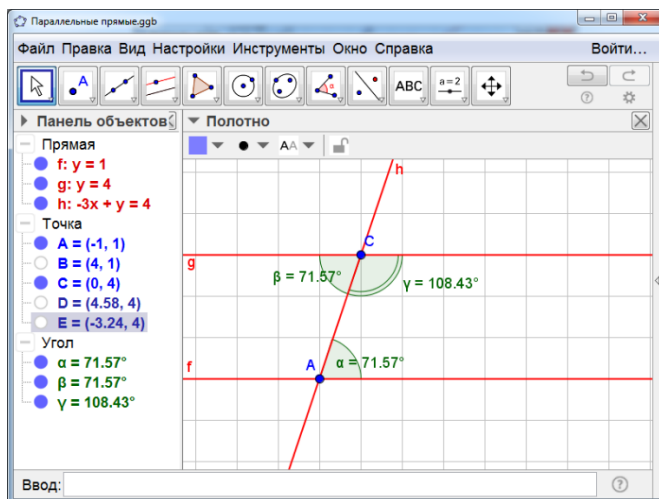 Параллельные прямые.ggb
Файл Правка Вид Настройки Инструменты Окно Справка Войти...
A α ABC a=2
Панель объектов
Прямая
f: y = 1
g: y = 4
h: -3x + y = 4
Точка
A = (-1, 1)
B = (4, 1)
C = (0, 4)
D = (4.58, 4)
E = (-3.24, 4)
Угол
α = 71.57°
β = 71.57°
γ = 108.43°
Полотно
AA
h
C
g
β = 71.57°
γ = 108.43°
f
A
α = 71.57°
Ввод: